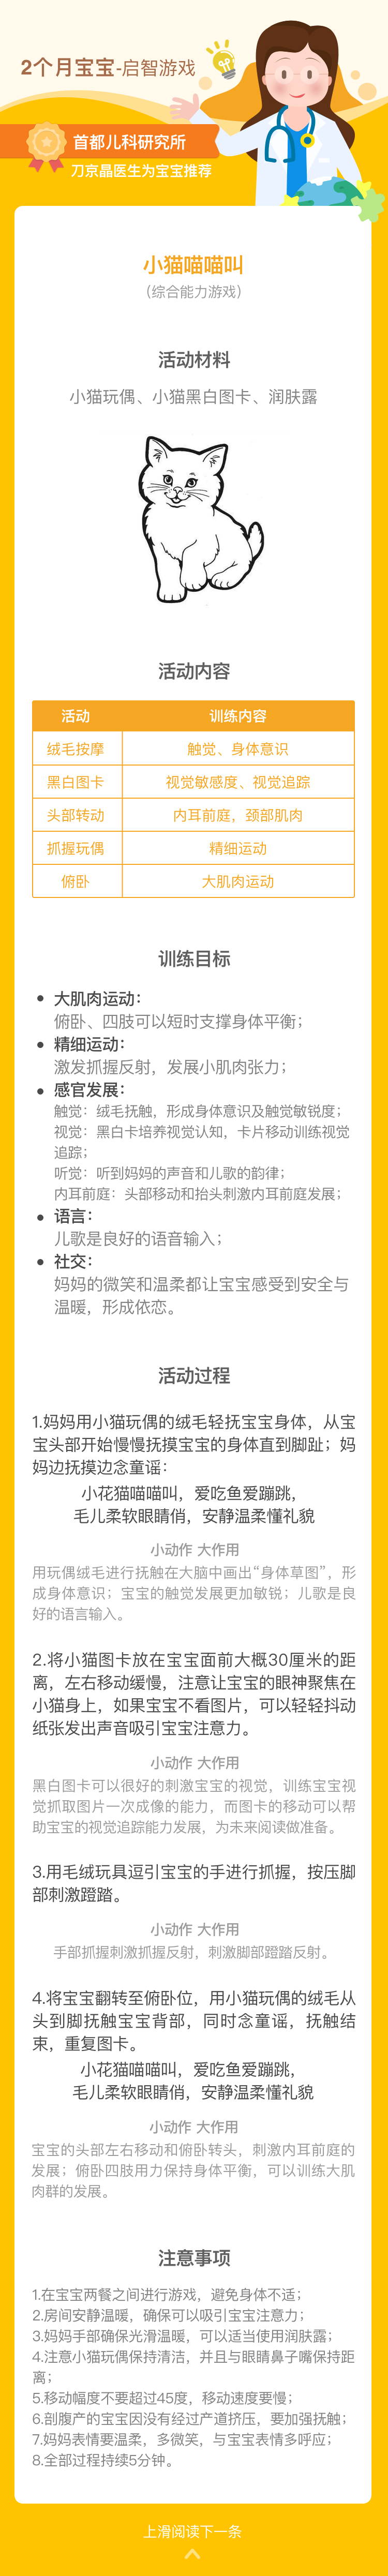 2个月宝宝-启智游戏
首都儿科研究所
刀京晶医生为宝宝推荐
小猫喵喵叫
（综合能力游戏）
活动材料
小猫玩偶、小猫黑白图卡、润肤露
活动内容
活动 训练内容
绒毛按摩 触觉、身体意识
黑白图卡 视觉敏感度、视觉追踪
头部转动 内耳前庭，颈部肌肉
抓握玩偶 精细运动
俯卧 大肌肉运动
训练目标
● 大肌肉运动：
俯卧、四肢可以短时支撑身体平衡；
● 精细运动：
激发抓握反射，发展小肌肉张力；
● 感官发展：
触觉：绒毛抚触，形成身体意识及触觉敏锐度；
视觉：黑白卡培养视觉认知，卡片移动训练视觉
追踪；
听觉：听到妈妈的声音和儿歌的韵律；
内耳前庭：头部移动和抬头刺激内耳前庭发展；
● 语言：
儿歌是良好的语音输入；
● 社交：
妈妈的微笑和温柔都让宝宝感受到安全与
温暖，形成依恋。
活动过程
1.妈妈用小猫玩偶的绒毛轻抚宝宝身体，从宝
宝头部开始慢慢抚摸宝宝的身体直到脚趾；妈
妈边抚摸边念童谣：
小花猫喵喵叫，爱吃鱼爱蹦跳，
毛儿柔软眼睛俏，安静温柔懂礼貌
小动作 大作用
用玩偶绒毛进行抚触在大脑中画出“身体草图”，形
成身体意识；宝宝的触觉发展更加敏锐；儿歌是良
好的语言输入。
2.将小猫图卡放在宝宝面前大概30厘米的距
离，左右移动缓慢，注意让宝宝的眼神聚焦在
小猫身上，如果宝宝不看图片，可以轻轻抖动
纸张发出声音吸引宝宝注意力。
小动作 大作用
黑白图卡可以很好的刺激宝宝的视觉，训练宝宝视
觉抓取图片一次成像的能力，而图卡的移动可以帮
助宝宝的视觉追踪能力发展，为未来阅读做准备。
3.用毛绒玩具逗引宝宝的手进行抓握，按压脚
部刺激蹬踏。
小动作 大作用
手部抓握刺激抓握反射，刺激脚部蹬踏反射。
4.将宝宝翻转至俯卧位，用小猫玩偶的绒毛从
头到脚抚触宝宝背部，同时念童谣，抚触结
束，重复图卡。
小花猫喵喵叫，爱吃鱼爱蹦跳，
毛儿柔软眼睛俏，安静温柔懂礼貌
小动作 大作用
宝宝的头部左右移动和俯卧转头，刺激内耳前庭的
发展；俯卧四肢用力保持身体平衡，可以训练大肌
肉群的发展。
注意事项
1.在宝宝两餐之间进行游戏，避免身体不适；
2.房间安静温暖，确保可以吸引宝宝注意力；
3.妈妈手部确保光滑温暖，可以适当使用润肤露；
4.注意小猫玩偶保持清洁，并且与眼睛鼻子嘴保持距
离；
5.移动幅度不要超过45度，移动速度要慢；
6.剖腹产的宝宝因没有经过产道挤压，要加强抚触；
7.妈妈表情要温柔，多微笑，与宝宝表情多呼应；
8.全部过程持续5分钟。
上滑阅读下一条